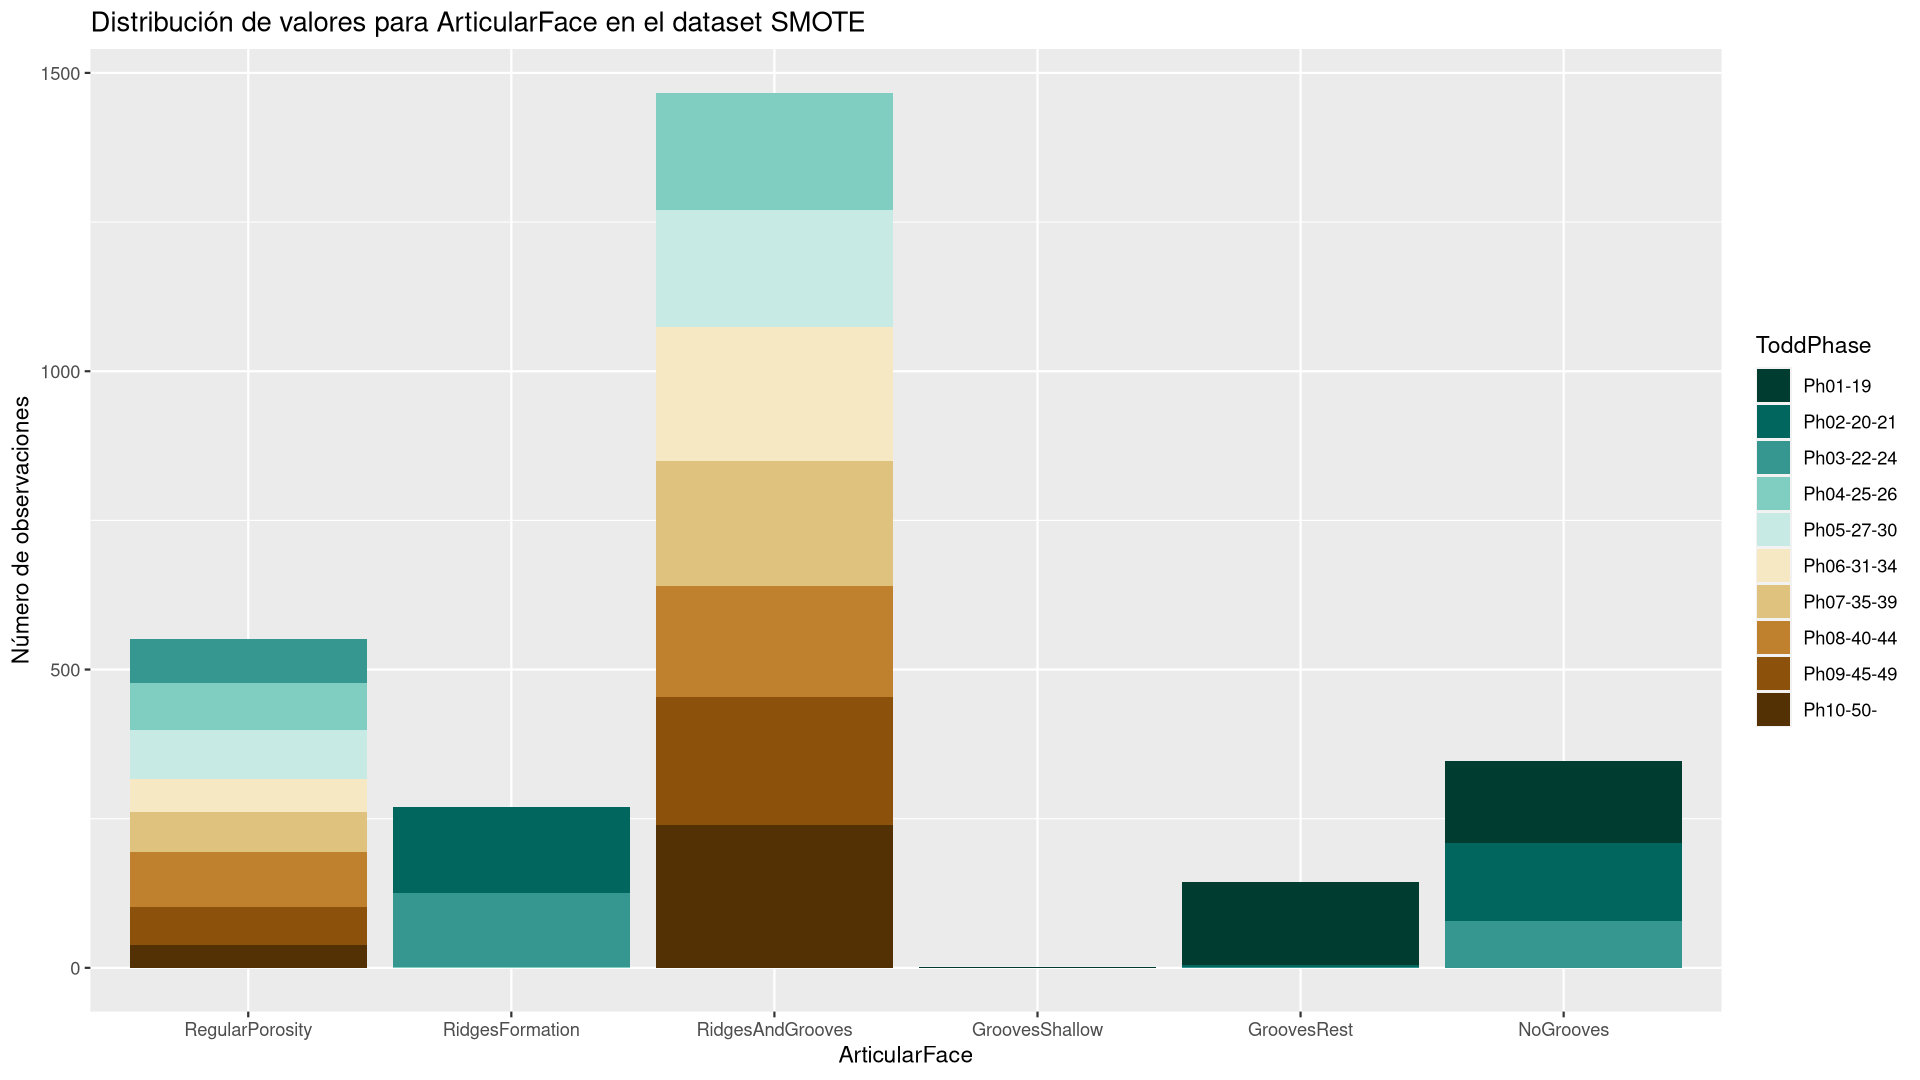 Distribución de valores para ArticularFace en el dataset SMOTE
1500
1000
500
0
Número de observaciones
RegularPorosity
RidgesFormation
RidgesAndGrooves
GroovesShallow
GroovesRest
NoGrooves
ArticularFace
ToddPhase
Ph01-19
Ph02-20-21
Ph03-22-24
Ph04-25-26
Ph05-27-30
Ph06-31-34
Ph07-35-39
Ph08-40-44
Ph09-45-49
Ph10-50-